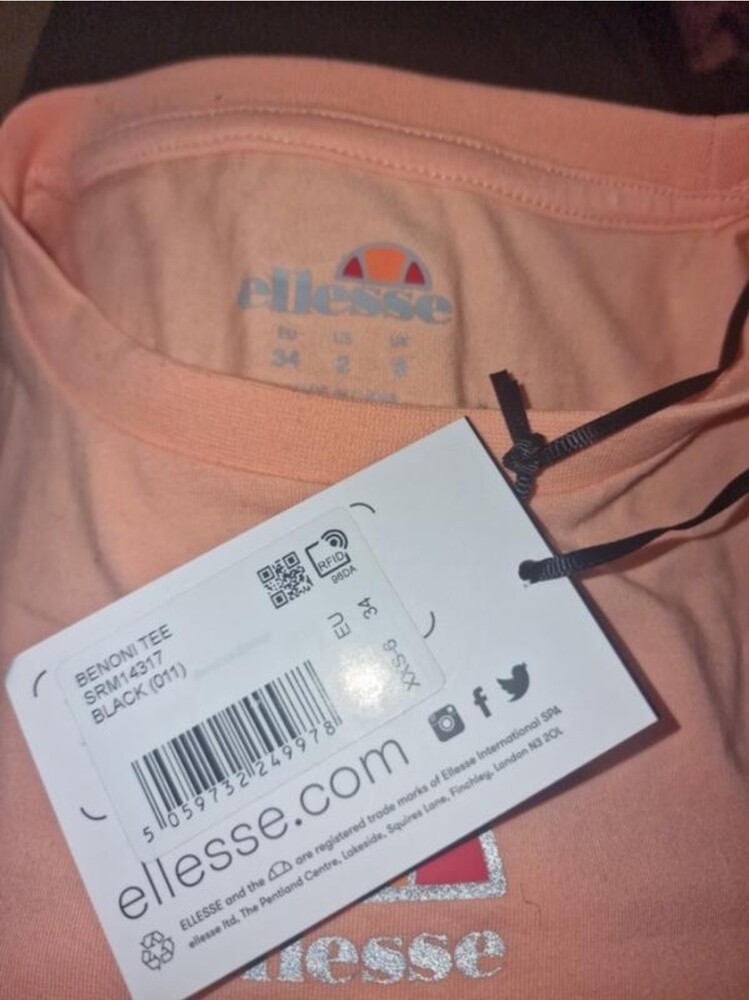 ellesse
EU US UK
34 2 6
RFID
96DA
BENONI TEE
SRM14317
BLACK (011)
EU
34
XXS-6
5 059732 249978
ellesse.com
ELLESSE and the are registered trade marks of Ellesse International SPA
ellesse ltd, The Pentland Centre, Lakeside, Squires Lane, Finchley, London N3 2QL
llesse